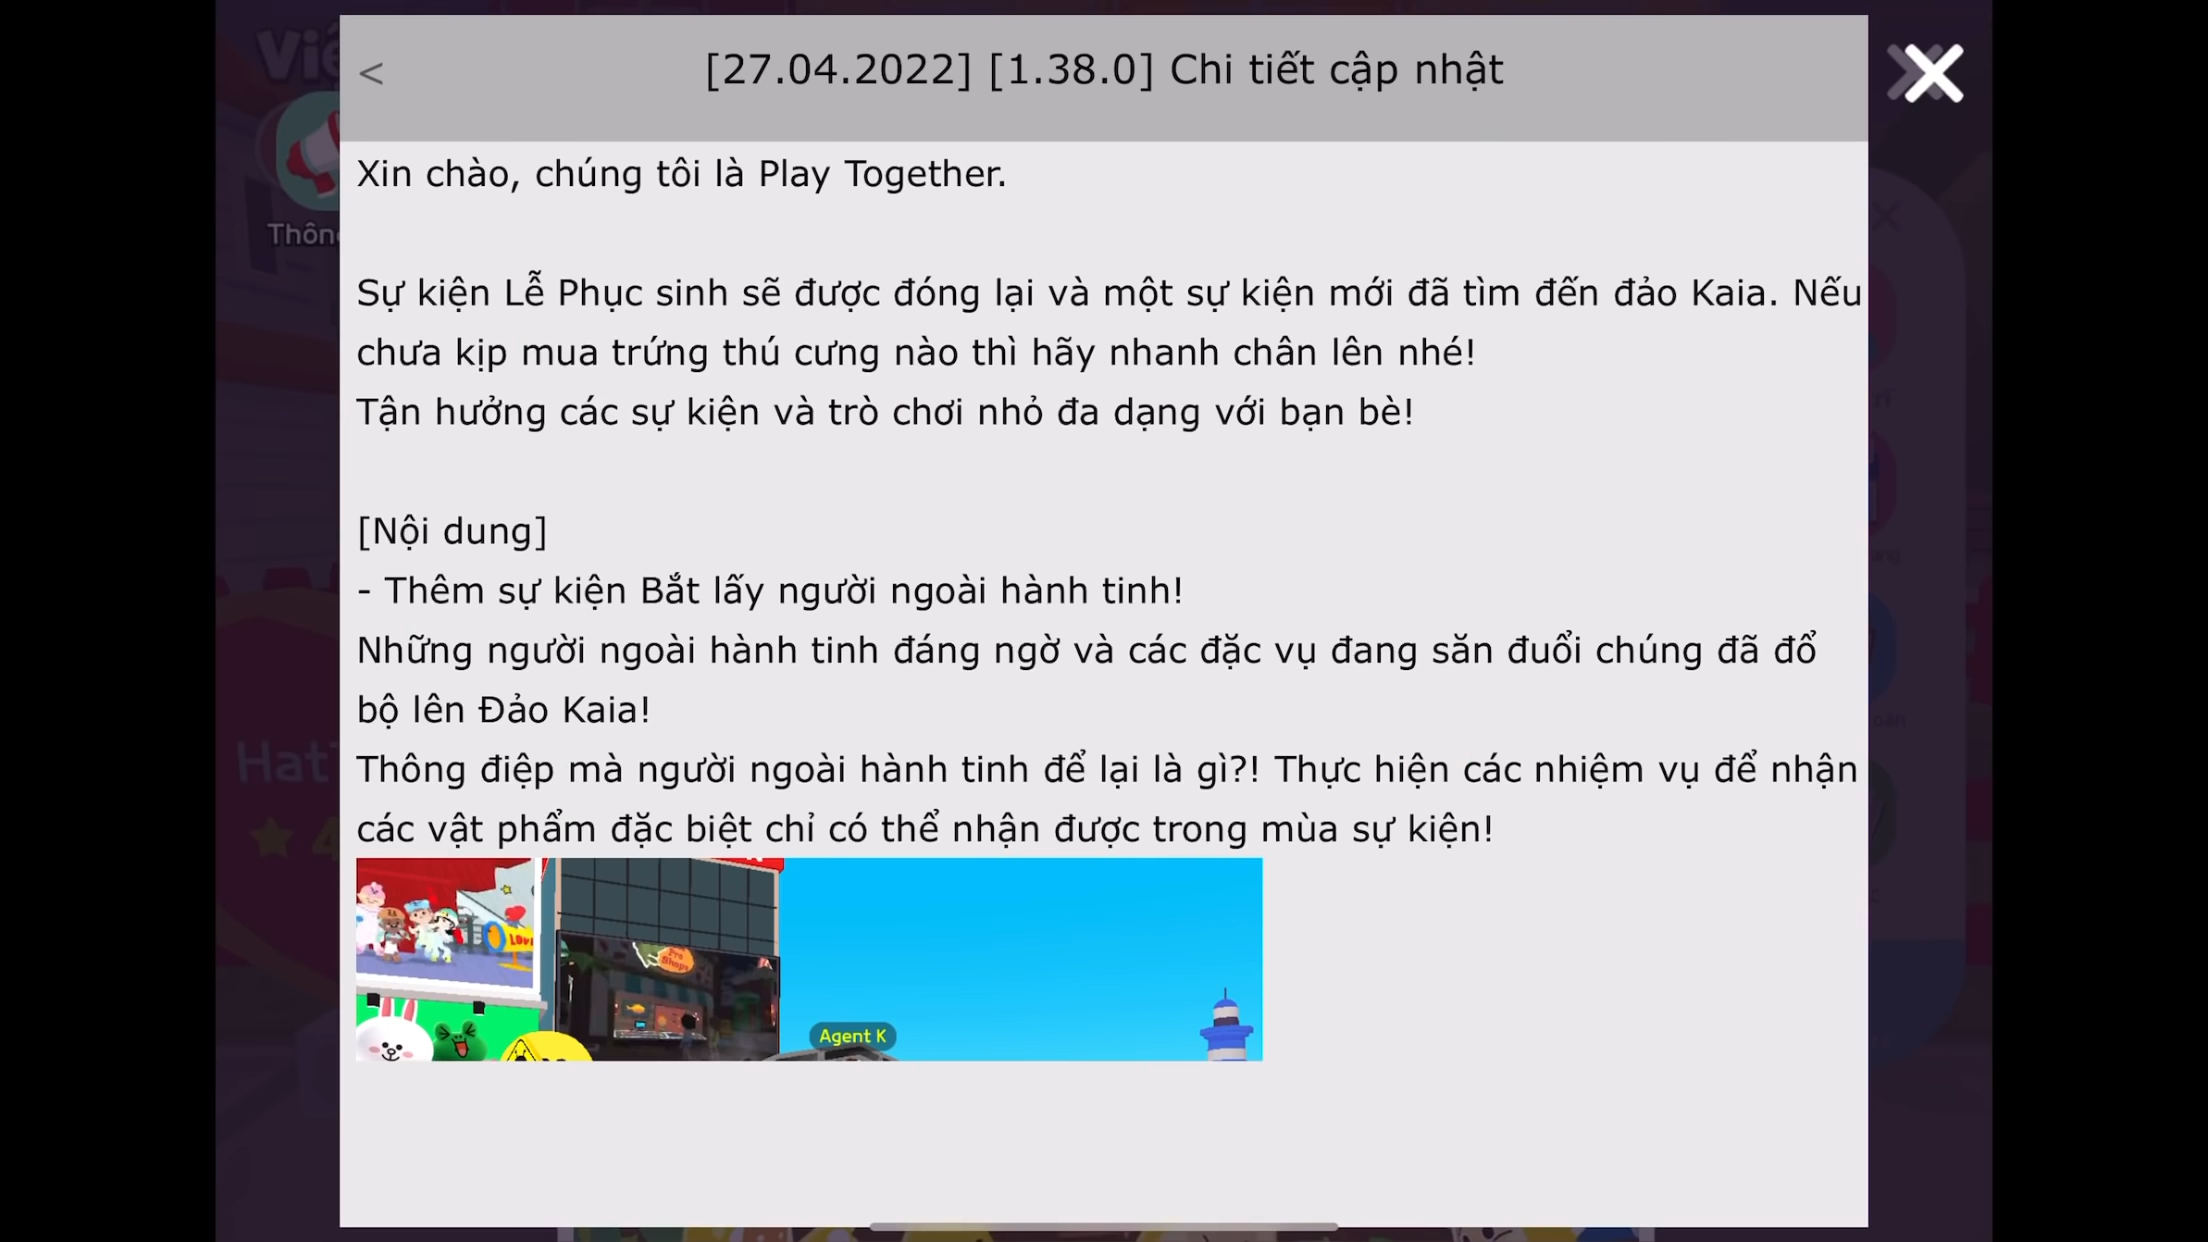 [27.04.2022] [1.38.0] Chi tiết cập nhật
<
Xin chào, chúng tôi là Play Together.
Sự kiện Lễ Phục sinh sẽ được đóng lại và một sự kiện mới đã tìm đến đảo Kaia. Nếu
chưa kịp mua trứng thú cưng nào thì hãy nhanh chân lên nhé!
Tận hưởng các sự kiện và trò chơi nhỏ đa dạng với bạn bè!
[Nội dung]
- Thêm sự kiện Bắt lấy người ngoài hành tinh!
Những người ngoài hành tinh đáng ngờ và các đặc vụ đang săn đuổi chúng đã đổ
bộ lên Đảo Kaia!
Thông điệp mà người ngoài hành tinh để lại là gì?! Thực hiện các nhiệm vụ để nhận
các vật phẩm đặc biệt chỉ có thể nhận được trong mùa sự kiện!
Pro
Shops
Agent K